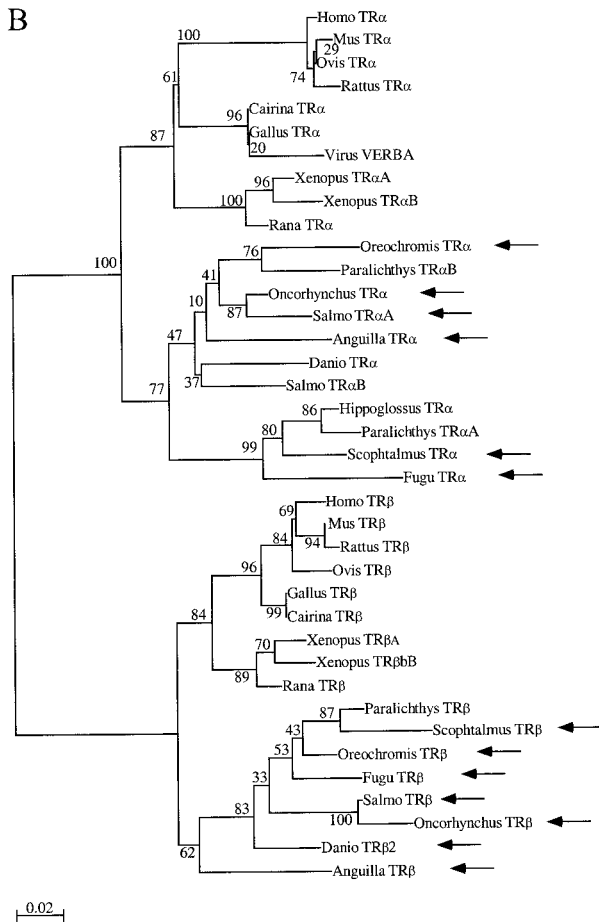 B
Homo TRα
100
Mus TRα
29
Ovis TRα
74
Rattus TRα
61
96
Cairina TRα
Gallus TRα
20
Virus VERBA
87
96
Xenopus TRαA
Xenopus TRαB
100
Rana TRα
100
Oreochromis TRα
76
Paralichthys TRαB
41
Oncorhynchus TRα
10
87
Salmo TRαA
Anguilla TRα
47
Danio TRα
37
Salmo TRαB
77
86
Hippoglossus TRα
80
Paralichthys TRαA
99
Scophtalmus TRα
Fugu TRα
Homo TRβ
69
Mus TRβ
84
94
Rattus TRβ
96
Ovis TRβ
Gallus TRβ
99
Cairina TRβ
84
70
Xenopus TRβA
Xenopus TRβbB
89
Rana TRβ
87
Paralichthys TRβ
43
Scophtalmus TRβ
53
Oreochromis TRβ
33
Fugu TRβ
Salmo TRβ
83
100
Oncorhynchus TRβ
62
Danio TRβ2
Anguilla TRβ
0.02